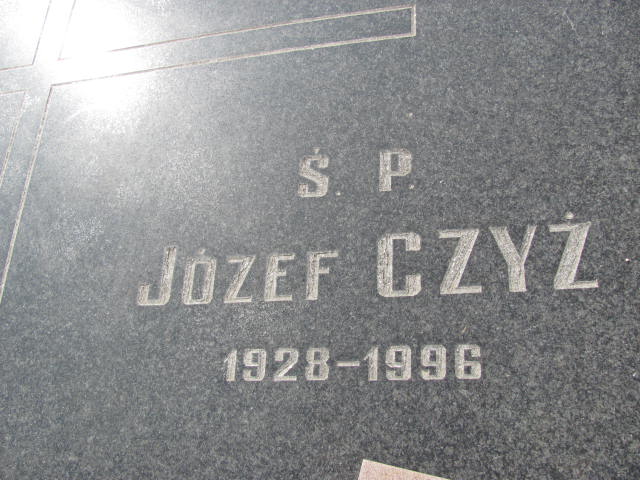 Ś. P.
JÓZEF CZYŻ
1928-1996